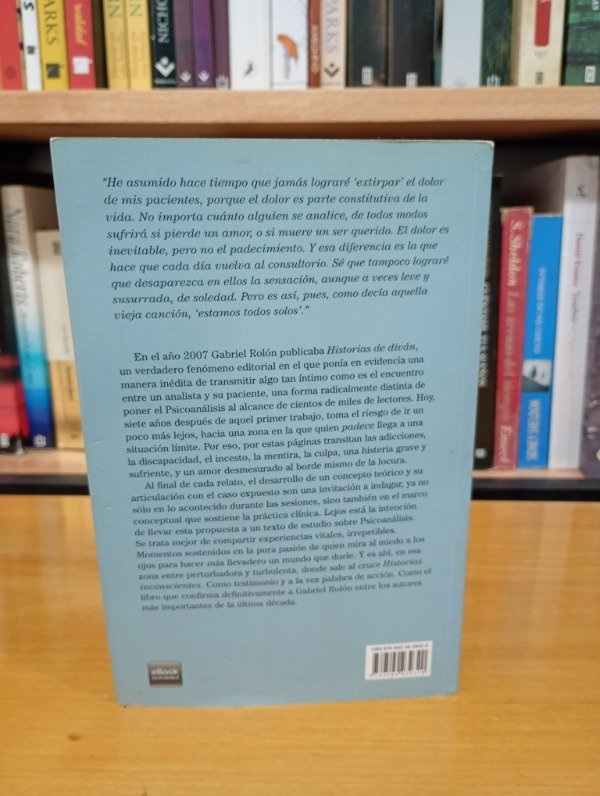 PARKS
NICHO
PARKS
"He asumido hace tiempo que jamás lograré 'extirpar' el dolor
de mis pacientes, porque el dolor es parte constitutiva de la
vida. No importa cuánto alguien se analice, de todos modos
sufrirá si pierde un amor, o si muere un ser querido. El dolor es
inevitable, pero no el padecimiento. Y esa diferencia es la que
hace que cada día vuelva al consultorio. Sé que tampoco lograré
que desaparezca en ellos la sensación, aunque a veces leve y
susurrada, de soledad. Pero es así, pues, como decía aquella
vieja canción, 'estamos todos solos'."
En el año 2007 Gabriel Rolón publicaba Historias de diván,
un verdadero fenómeno editorial en el que ponía en evidencia una
manera inédita de transmitir algo tan íntimo como es el encuentro
entre un analista y su paciente, una forma radicalmente distinta de
poner el Psicoanálisis al alcance de cientos de miles de lectores. Hoy,
siete años después de aquel primer trabajo, toma el riesgo de ir un
poco más lejos, hacia una zona en la que quien padece llega a una
situación límite. Por eso, por estas páginas transitan las adicciones,
la discapacidad, el incesto, la mentira, la culpa, una histeria grave y
sufriente, y un amor desmesurado al borde mismo de la locura.
Al final de cada relato, el desarrollo de un concepto teórico y su
articulación con el caso expuesto son una invitación a indagar, ya no
sólo en lo acontecido durante las sesiones, sino también en el marco
conceptual que sostiene la práctica clínica. Lejos está la intención
de llevar esta propuesta a un texto de estudio sobre Psicoanálisis.
Se trata mejor de compartir experiencias vitales, irrepetibles.
Momentos sostenidos en la pura pasión de quien mira al miedo a los
ojos para hacer más llevadero un mundo que duele. Y es ahí, en esa
zona entre perturbadora y turbulenta, donde sale al cruce Historias
inconscientes. Como testimonio y a la vez palabra de acción. Como el
libro que confirma definitivamente a Gabriel Rolón entre los autores
más importantes de la última década.
eBook
S. Sheldon